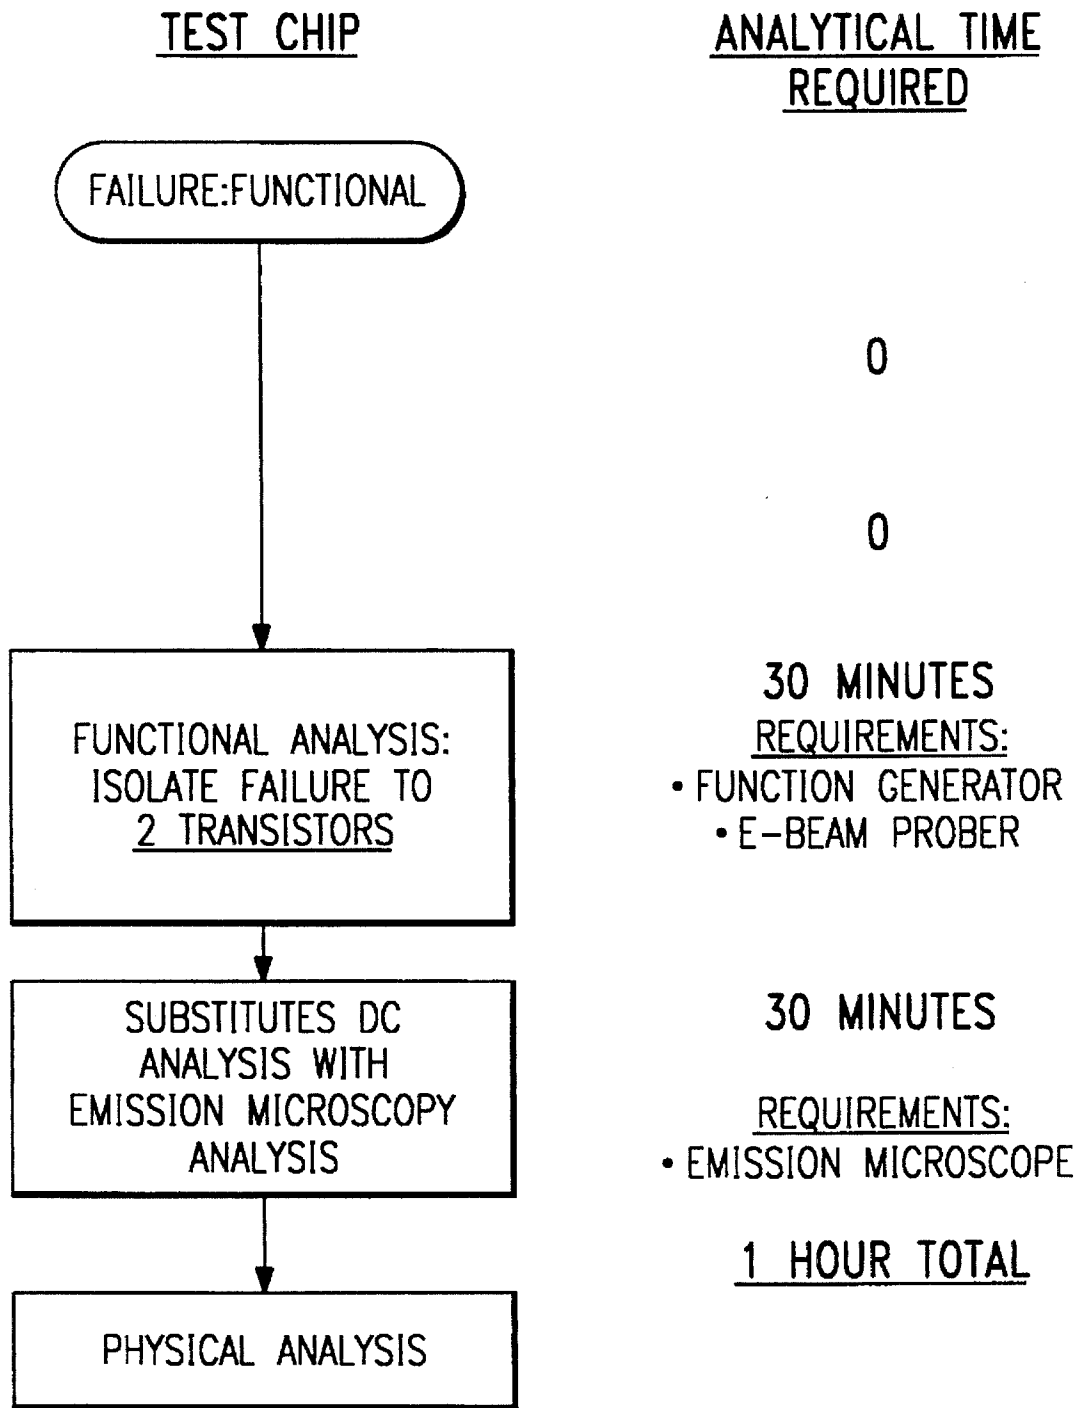 TEST CHIP
ANALYTICAL TIME
REQUIRED
FAILURE:FUNCTIONAL
0
0
FUNCTIONAL ANALYSIS:
ISOLATE FAILURE TO
2 TRANSISTORS
30 MINUTES
REQUIREMENTS:
• FUNCTION GENERATOR
• E-BEAM PROBER
SUBSTITUTES DC
ANALYSIS WITH
EMISSION MICROSCOPY
ANALYSIS
30 MINUTES
REQUIREMENTS:
• EMISSION MICROSCOPE
1 HOUR TOTAL
PHYSICAL ANALYSIS